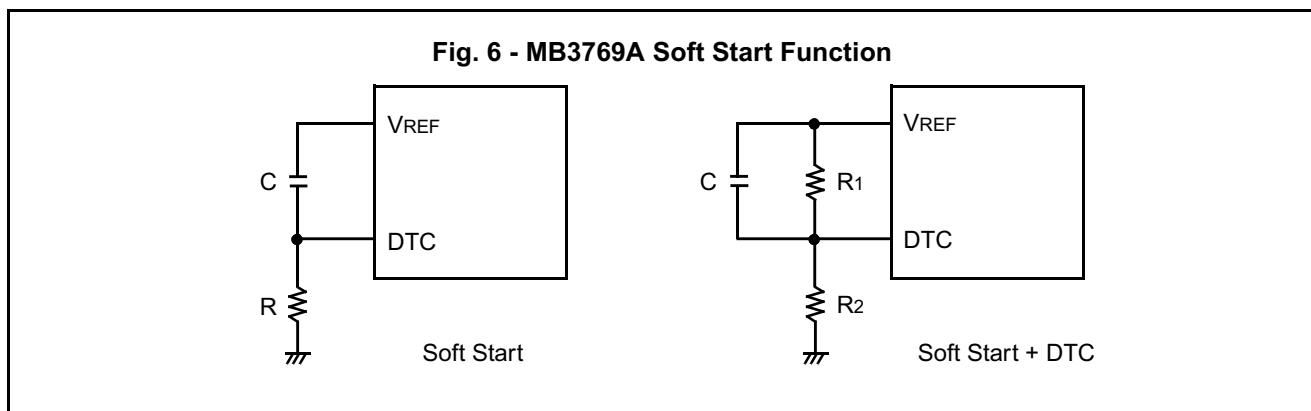 Fig. 6 - MB3769A Soft Start Function
VREF
C
DTC
R
Soft Start
VREF
C
R1
DTC
R2
Soft Start + DTC